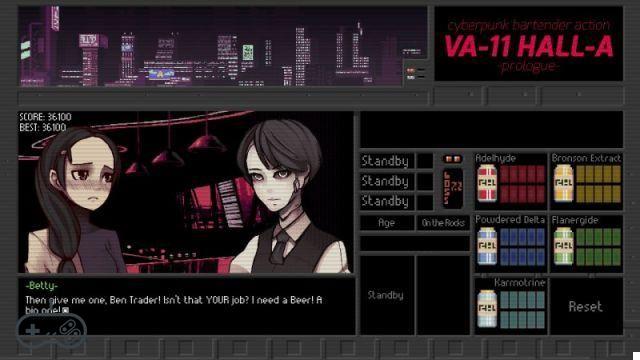 cyberpunk bartender action
VA-11 HALL-A
-prologue-
SCORE: 36100
BEST: 36100
-Betty-
Then give me one, Ben Trader! Isn't that YOUR job? I need a Beer! A
big one!
Standby
Standby
Standby
Age
On the Rocks
Standby
Adelhyde
Bronson Extract
Powdered Delta
Flanergide
Karmotrine
Reset